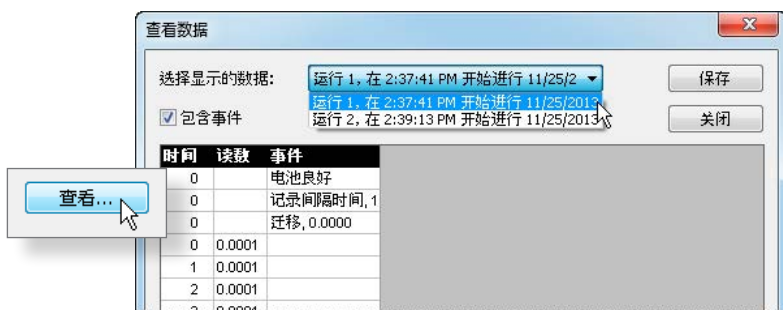 查看数据
选择显示的数据: 运行 1, 在 2:37:41 PM 开始进行 11/25/2 保存
运行 1, 在 2:37:41 PM 开始进行 11/25/2013
包含事件 运行 2, 在 2:39:13 PM 开始进行 11/25/2013 关闭
时间 读数 事件
0 电池良好
查看... 0 记录间隔时间, 1
0 迁移, 0.0000
0 0.0001
1 0.0001
2 0.0001